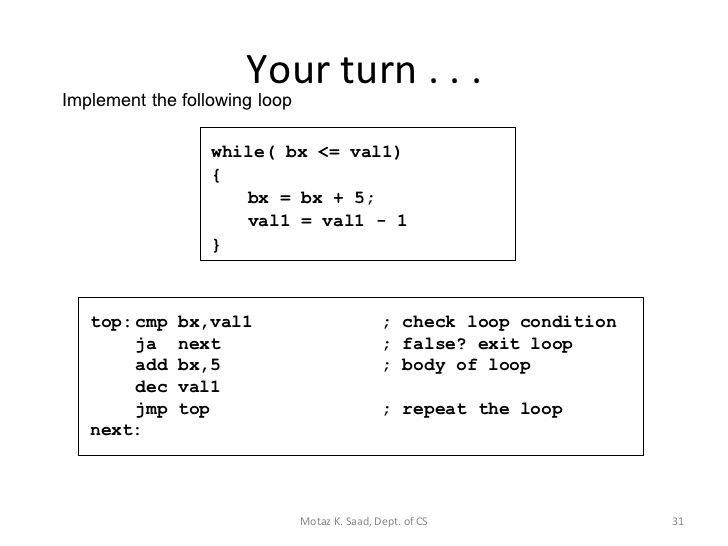 Your turn . . .
Implement the following loop
while( bx <= val1)
{
bx = bx + 5;
val1 = val1 - 1
}
top: cmp bx,val1 ; check loop condition
ja next ; false? exit loop
add bx,5 ; body of loop
dec val1
jmp top ; repeat the loop
next:
Motaz K. Saad, Dept. of CS 31